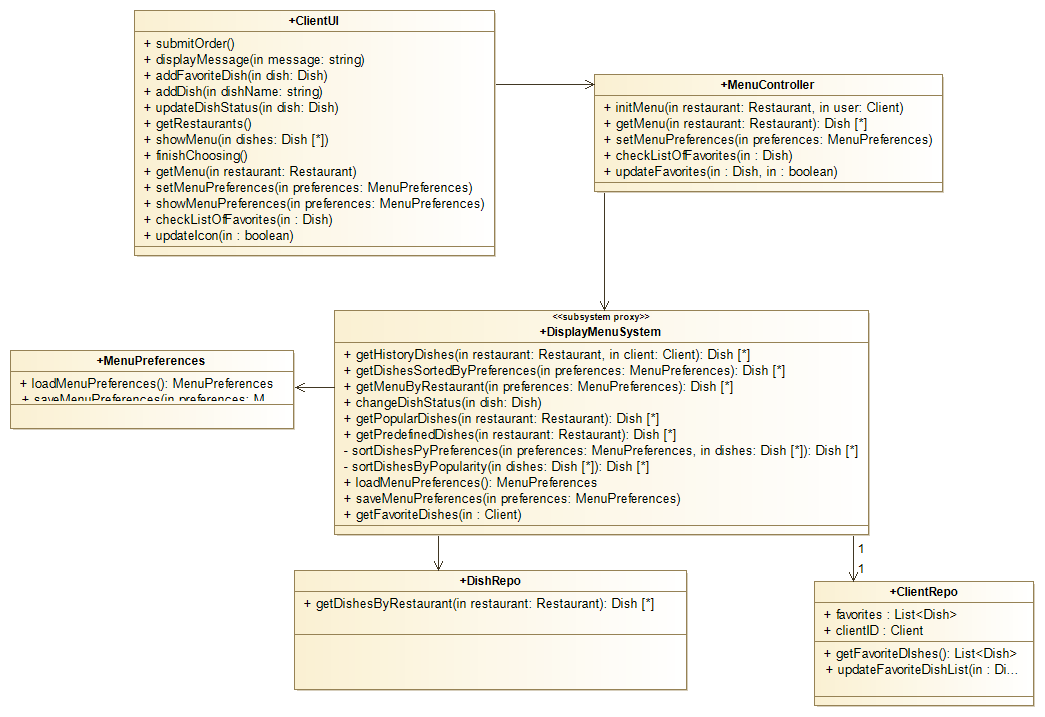 +ClientUI
+ submitOrder()
+ displayMessage(in message: string)
+ addFavoriteDish(in dish: Dish)
+ addDish(in dishName: string)
+ updateDishStatus(in dish: Dish)
+ getRestaurants()
+ showMenu(in dishes: Dish [*])
+ finishChoosing()
+ getMenu(in restaurant: Restaurant)
+ setMenuPreferences(in preferences: MenuPreferences)
+ showMenuPreferences(in preferences: MenuPreferences)
+ checkListOfFavorites(in : Dish)
+ updateIcon(in : boolean)
+MenuController
+ initMenu(in restaurant: Restaurant, in user: Client)
+ getMenu(in restaurant: Restaurant): Dish [*]
+ setMenuPreferences(in preferences: MenuPreferences)
+ checkListOfFavorites(in : Dish)
+ updateFavorites(in : Dish, in : boolean)
<<subsystem proxy>>
+DisplayMenuSystem
+ getHistoryDishes(in restaurant: Restaurant, in client: Client): Dish [*]
+ getDishesSortedByPreferences(in preferences: MenuPreferences): Dish [*]
+ getMenuByRestaurant(in preferences: MenuPreferences): Dish [*]
+ changeDishStatus(in dish: Dish)
+ getPopularDishes(in restaurant: Restaurant): Dish [*]
+ getPredefinedDishes(in restaurant: Restaurant): Dish [*]
- sortDishesPyPreferences(in preferences: MenuPreferences, in dishes: Dish [*]): Dish [*]
- sortDishesByPopularity(in dishes: Dish [*]): Dish [*]
+ loadMenuPreferences(): MenuPreferences
+ saveMenuPreferences(in preferences: MenuPreferences)
+ getFavoriteDishes(in : Client)
+MenuPreferences
+ loadMenuPreferences(): MenuPreferences
+ saveMenuPreferences(in preferences: M...
+DishRepo
+ getDishesByRestaurant(in restaurant: Restaurant): Dish [*]
1
1
+ClientRepo
+ favorites : List<Dish>
+ clientID : Client
+ getFavoriteDIshes(): List<Dish>
+ updateFavoriteDishList(in : Di...